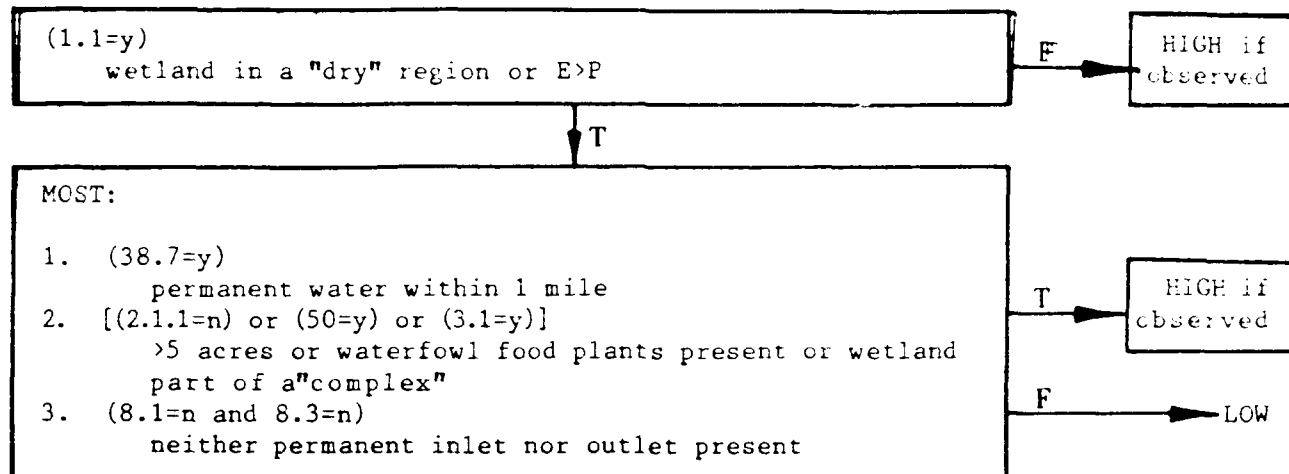 (1.1=y)
wetland in a "dry" region or E>P
F
HIGH if
observed
T
MOST:
1. (38.7=y)
permanent water within 1 mile
2. [(2.1.1=n) or (50=y) or (3.1=y)]
>5 acres or waterfowl food plants present or wetland
part of a"complex"
3. (8.1=n and 8.3=n)
neither permanent inlet nor outlet present
T
HIGH if
observed
F
LOW